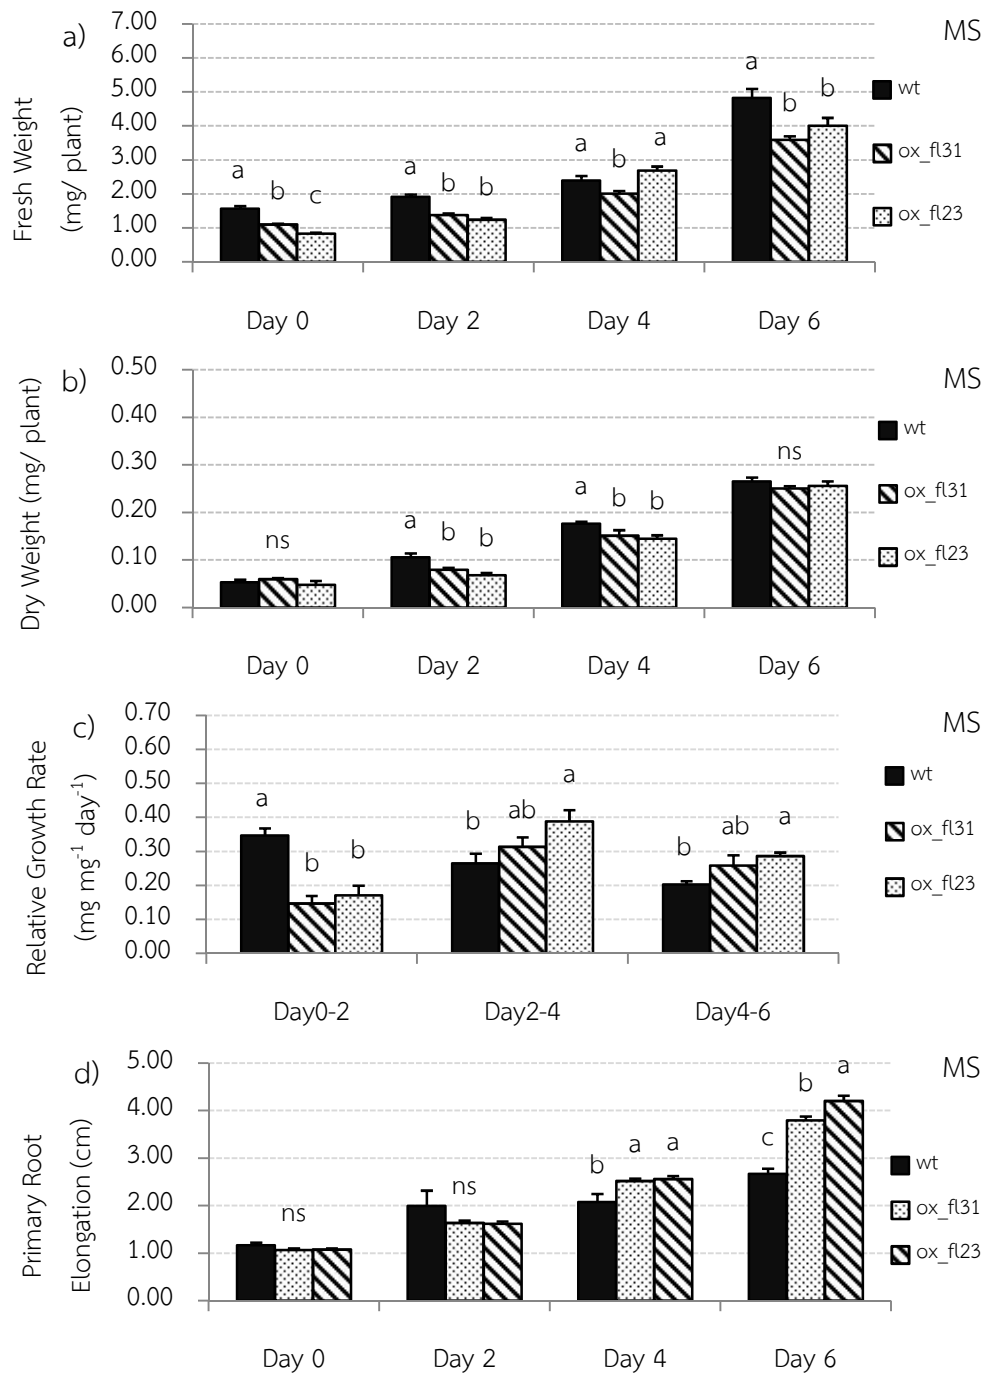 a)
MS
7.00
6.00
5.00
4.00
3.00
2.00
1.00
0.00
Fresh Weight
(mg/ plant)
a b c
a b b
a b a
a b b
wt
ox_fl31
ox_fl23
Day 0 Day 2 Day 4 Day 6
b)
MS
0.50
0.40
0.30
0.20
0.10
0.00
Dry Weight (mg/ plant)
ns
a b b
a b b
ns
wt
ox_fl31
ox_fl23
Day 0 Day 2 Day 4 Day 6
c)
MS
0.70
0.60
0.50
0.40
0.30
0.20
0.10
0.00
Relative Growth Rate
(mg mg⁻¹ day⁻¹)
a b b
b ab a
b ab a
wt
ox_fl31
ox_fl23
Day0-2 Day2-4 Day4-6
d)
MS
5.00
4.00
3.00
2.00
1.00
0.00
Primary Root
Elongation (cm)
ns
ns
b a a
c b a
wt
ox_fl31
ox_fl23
Day 0 Day 2 Day 4 Day 6